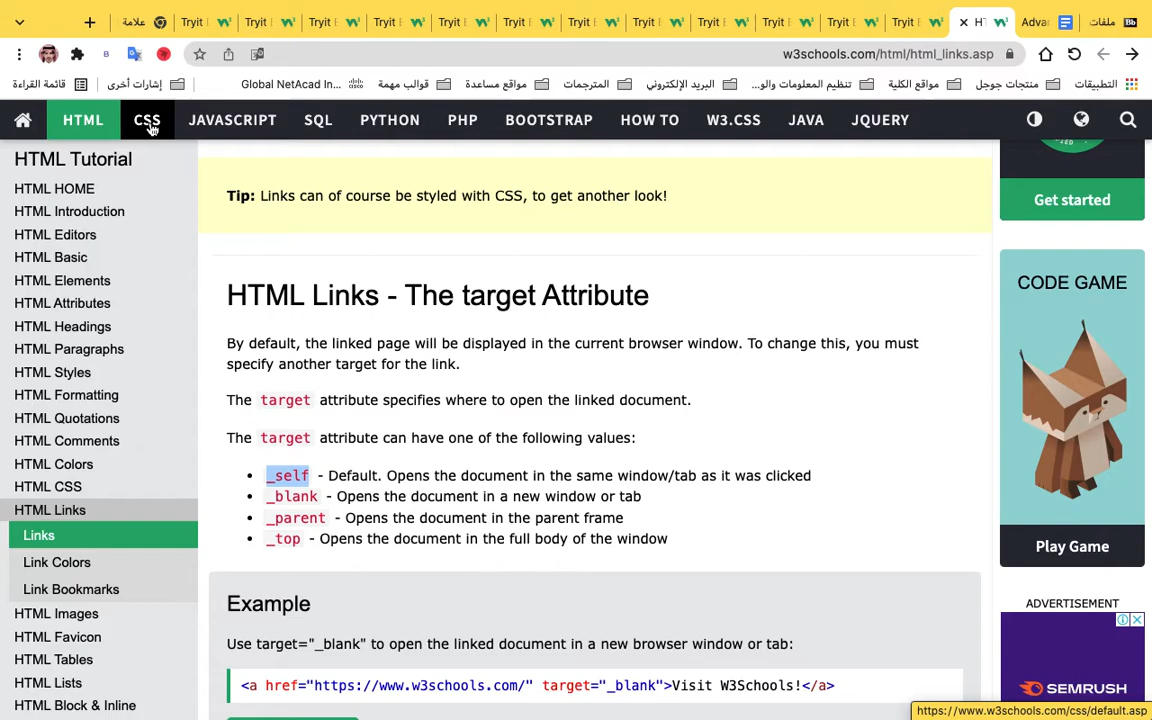 علامة
Tryit
Tryit
Tryit
Tryit
Tryit
Tryit
Tryit
Tryit
Tryit
Tryit
Tryit
Tryit
HT
Adva
ملفات
Bb
w3schools.com/html/html_links.asp
قائمة القراءة
إشارات أخرى
Global NetAcad In...
قوالب مهمة
مواقع مساعدة
المترجمات
البريد الإلكتروني
تنظيم المعلومات والو...
مواقع الكلية
منتجات جوجل
التطبيقات
HTML CSS JAVASCRIPT SQL PYTHON PHP BOOTSTRAP HOW TO W3.CSS JAVA JQUERY
HTML Tutorial
HTML HOME
HTML Introduction
HTML Editors
HTML Basic
HTML Elements
HTML Attributes
HTML Headings
HTML Paragraphs
HTML Styles
HTML Formatting
HTML Quotations
HTML Comments
HTML Colors
HTML CSS
HTML Links
Links
Link Colors
Link Bookmarks
HTML Images
HTML Favicon
HTML Tables
HTML Lists
HTML Block & Inline
Tip: Links can of course be styled with CSS, to get another look!
HTML Links - The target Attribute
By default, the linked page will be displayed in the current browser window. To change this, you must
specify another target for the link.
The target attribute specifies where to open the linked document.
The target attribute can have one of the following values:
• _self - Default. Opens the document in the same window/tab as it was clicked
• _blank - Opens the document in a new window or tab
• _parent - Opens the document in the parent frame
• _top - Opens the document in the full body of the window
Example
Use target="_blank" to open the linked document in a new browser window or tab:
<a href="https://www.w3schools.com/" target="_blank">Visit W3Schools!</a>
Get started
CODE GAME
Play Game
ADVERTISEMENT
SEMRUSH
https://www.w3schools.com/css/default.asp